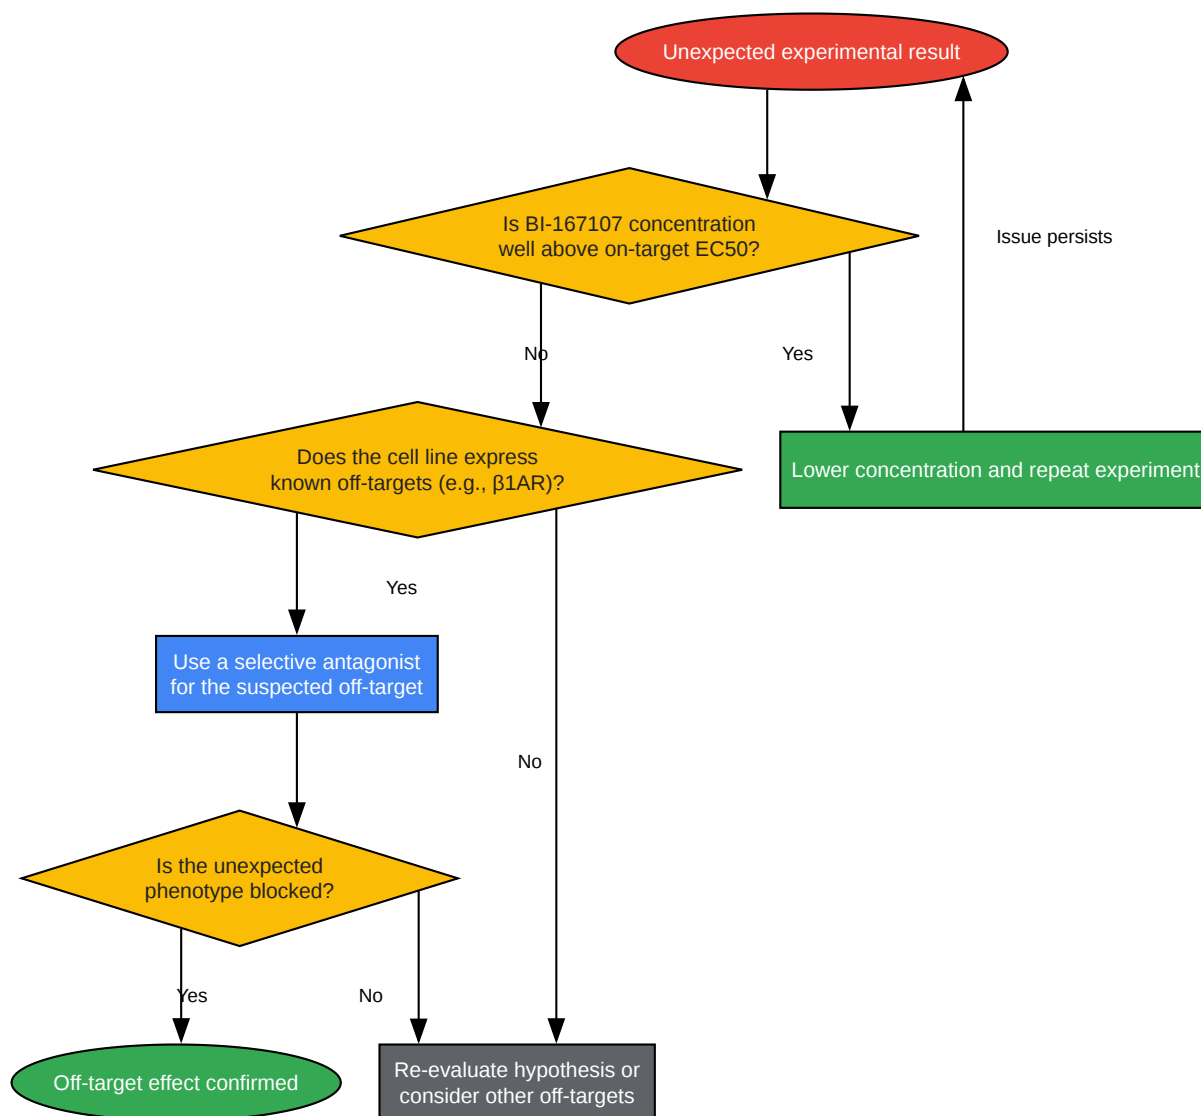 Unexpected experimental result
Is BI-167107 concentration
well above on-target EC50?
Issue persists
No
Yes
Does the cell line express
known off-targets (e.g., β1AR)?
Lower concentration and repeat experiment
Yes
Use a selective antagonist
for the suspected off-target
No
Is the unexpected
phenotype blocked?
Yes
No
Off-target effect confirmed
Re-evaluate hypothesis or
consider other off-targets